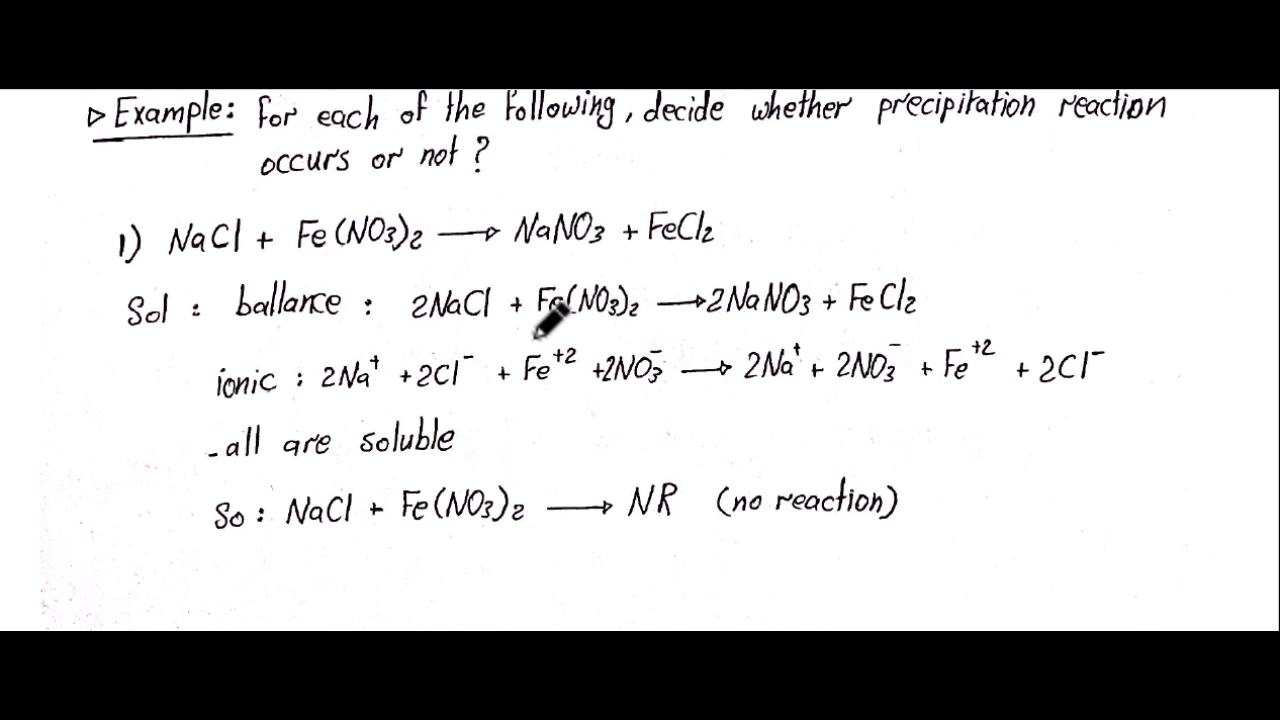 ▷ Example: for each of the following, decide whether precipitation reaction
occurs or not ?
1) NaCl + Fe(NO₃)₂ ⟶ NaNO₃ + FeCl₂
Sol : ballance : 2NaCl + Fe(NO₃)₂ ⟶ 2NaNO₃ + FeCl₂
ionic : 2Na⁺ + 2Cl⁻ + Fe⁺² + 2NO₃⁻ ⟶ 2Na⁺ + 2NO₃⁻ + Fe⁺² + 2Cl⁻
- all are soluble
So : NaCl + Fe(NO₃)₂ ⟶ NR (no reaction)